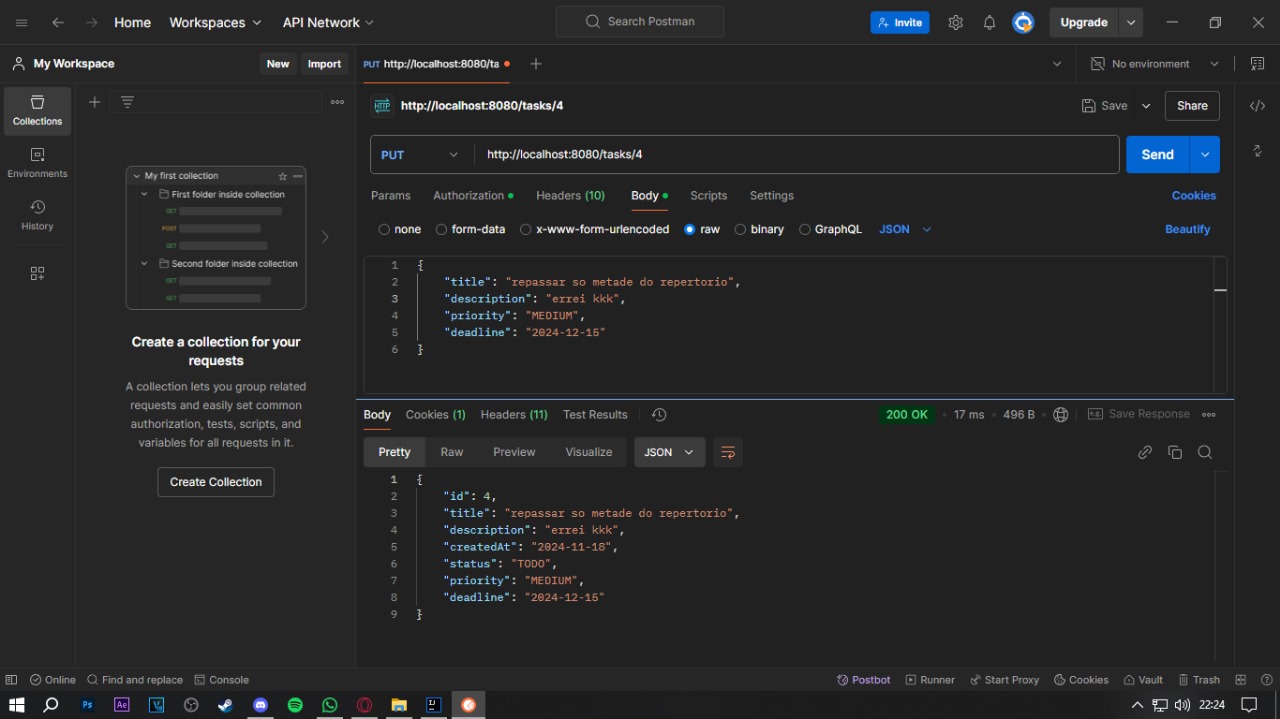 Home Workspaces API Network Search Postman Invite Upgrade
My Workspace New Import PUT http://localhost:8080/ta No environment
Collections
Environments
History
My first collection
First folder inside collection
GET
POST
GET
Second folder inside collection
GET
GET
Create a collection for your
requests
A collection lets you group related
requests and easily set common
authorization, tests, scripts, and
variables for all requests in it.
Create Collection
HTTP http://localhost:8080/tasks/4 Save Share
PUT http://localhost:8080/tasks/4 Send
Params Authorization Headers (10) Body Scripts Settings Cookies
none form-data x-www-form-urlencoded raw binary GraphQL JSON Beautify
1 {
2 "title": "repassar so metade do repertorio",
3 "description": "errei kkk",
4 "priority": "MEDIUM",
5 "deadline": "2024-12-15"
6 }
Body Cookies (1) Headers (11) Test Results 200 OK 17 ms 496 B Save Response
Pretty Raw Preview Visualize JSON
1 {
2 "id": 4,
3 "title": "repassar so metade do repertorio",
4 "description": "errei kkk",
5 "createdAt": "2024-11-18",
6 "status": "TODO",
7 "priority": "MEDIUM",
8 "deadline": "2024-12-15"
9 }
Online Find and replace Console Postbot Runner Start Proxy Cookies Vault Trash
Ps Ae IJ 22:24